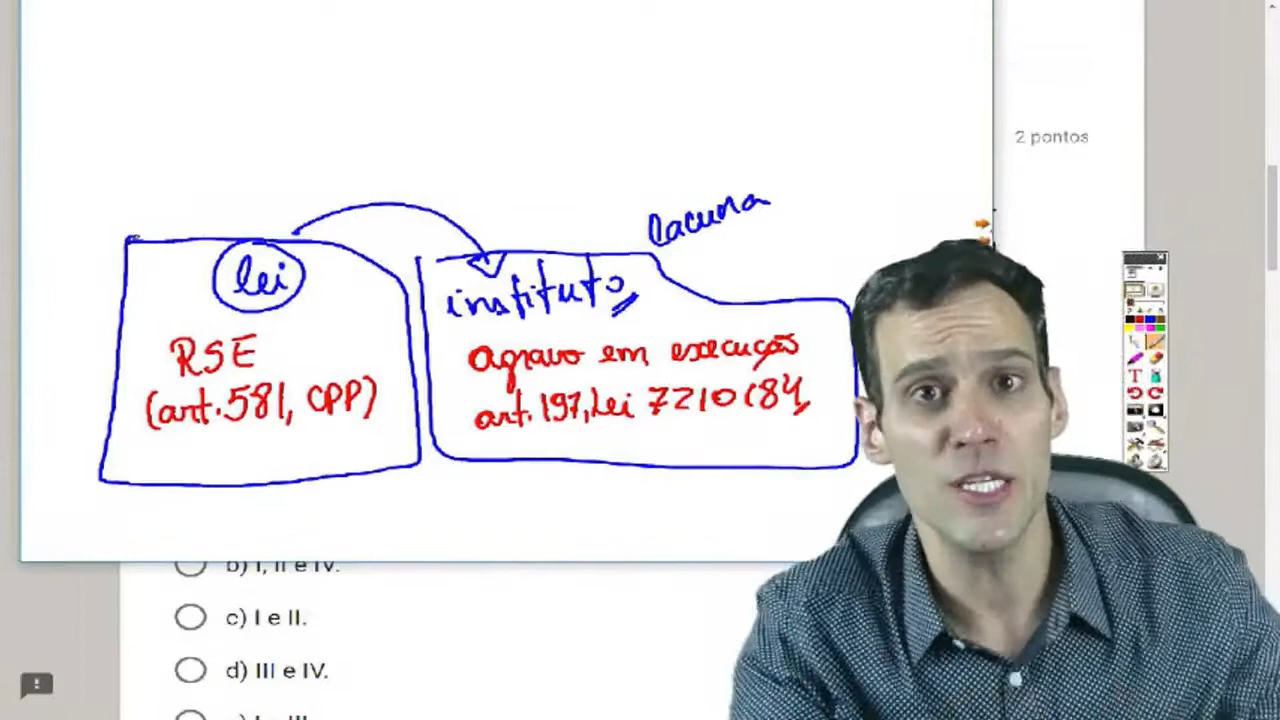 2 pontos
lacuna
lei
instituto,
RSE
(art. 581, CPP)
agravo em execução
art. 197, Lei 7210/84,
b) I, II e IV.
c) I e II.
d) III e IV.